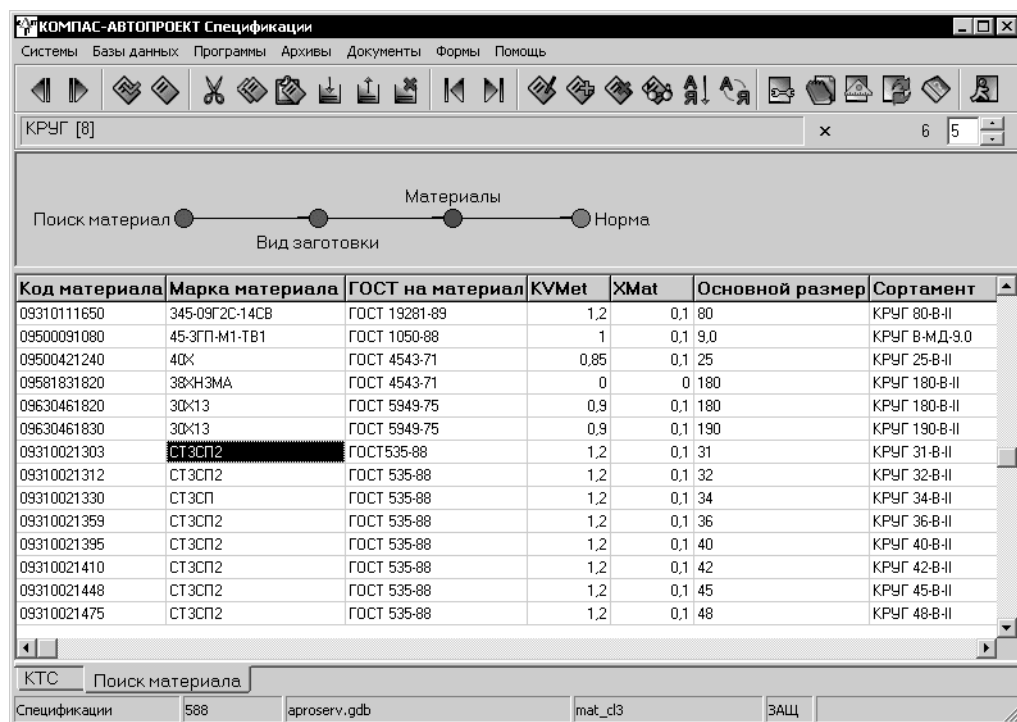 КОМПАС-АВТОПРОЕКТ Спецификации
Системы Базы данных Программы Архивы Документы Формы Помощь
КРУГ [8] × 6 5
Материалы
Поиск материал Норма
Вид заготовки
Код материала Марка материала ГОСТ на материал KVMet XMat Основной размер Сортамент
09310111650 345-09Г2С-14СВ ГОСТ 19281-89 1,2 0,1 80 КРУГ 80-В-II
09500091080 45-3ГП-М1-ТВ1 ГОСТ 1050-88 1 0,1 9,0 КРУГ В-МД-9.0
09500421240 40Х ГОСТ 4543-71 0,85 0,1 25 КРУГ 25-В-II
09581831820 38ХН3МА ГОСТ 4543-71 0 0 180 КРУГ 180-В-II
09630461820 30Х13 ГОСТ 5949-75 0,9 0,1 180 КРУГ 180-В-II
09630461830 30Х13 ГОСТ 5949-75 0,9 0,1 190 КРУГ 190-В-II
09310021303 СТ3СП2 ГОСТ535-88 1,2 0,1 31 КРУГ 31-В-II
09310021312 СТ3СП2 ГОСТ 535-88 1,2 0,1 32 КРУГ 32-В-II
09310021330 СТ3СП ГОСТ 535-88 1,2 0,1 34 КРУГ 34-В-II
09310021359 СТ3СП2 ГОСТ 535-88 1,2 0,1 36 КРУГ 36-В-II
09310021395 СТ3СП2 ГОСТ 535-88 1,2 0,1 40 КРУГ 40-В-II
09310021410 СТ3СП2 ГОСТ 535-88 1,2 0,1 42 КРУГ 42-В-II
09310021448 СТ3СП2 ГОСТ 535-88 1,2 0,1 45 КРУГ 45-В-II
09310021475 СТ3СП2 ГОСТ 535-88 1,2 0,1 48 КРУГ 48-В-II
КТС Поиск материала
Спецификации 588 aproserv.gdb mat_cl3 ЗАЩ